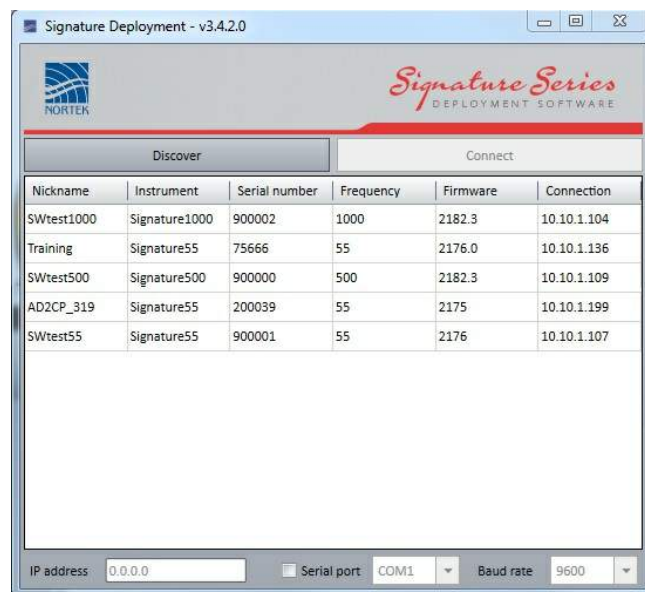 Signature Deployment - v3.4.2.0
NORTEK
Signature Series
DEPLOYMENT SOFTWARE
Discover Connect
Nickname Instrument Serial number Frequency Firmware Connection
SWtest1000 Signature1000 900002 1000 2182.3 10.10.1.104
Training Signature55 75666 55 2176.0 10.10.1.136
SWtest500 Signature500 900000 500 2182.3 10.10.1.109
AD2CP_319 Signature55 200039 55 2175 10.10.1.199
SWtest55 Signature55 900001 55 2176 10.10.1.107
IP address 0.0.0.0 Serial port COM1 Baud rate 9600